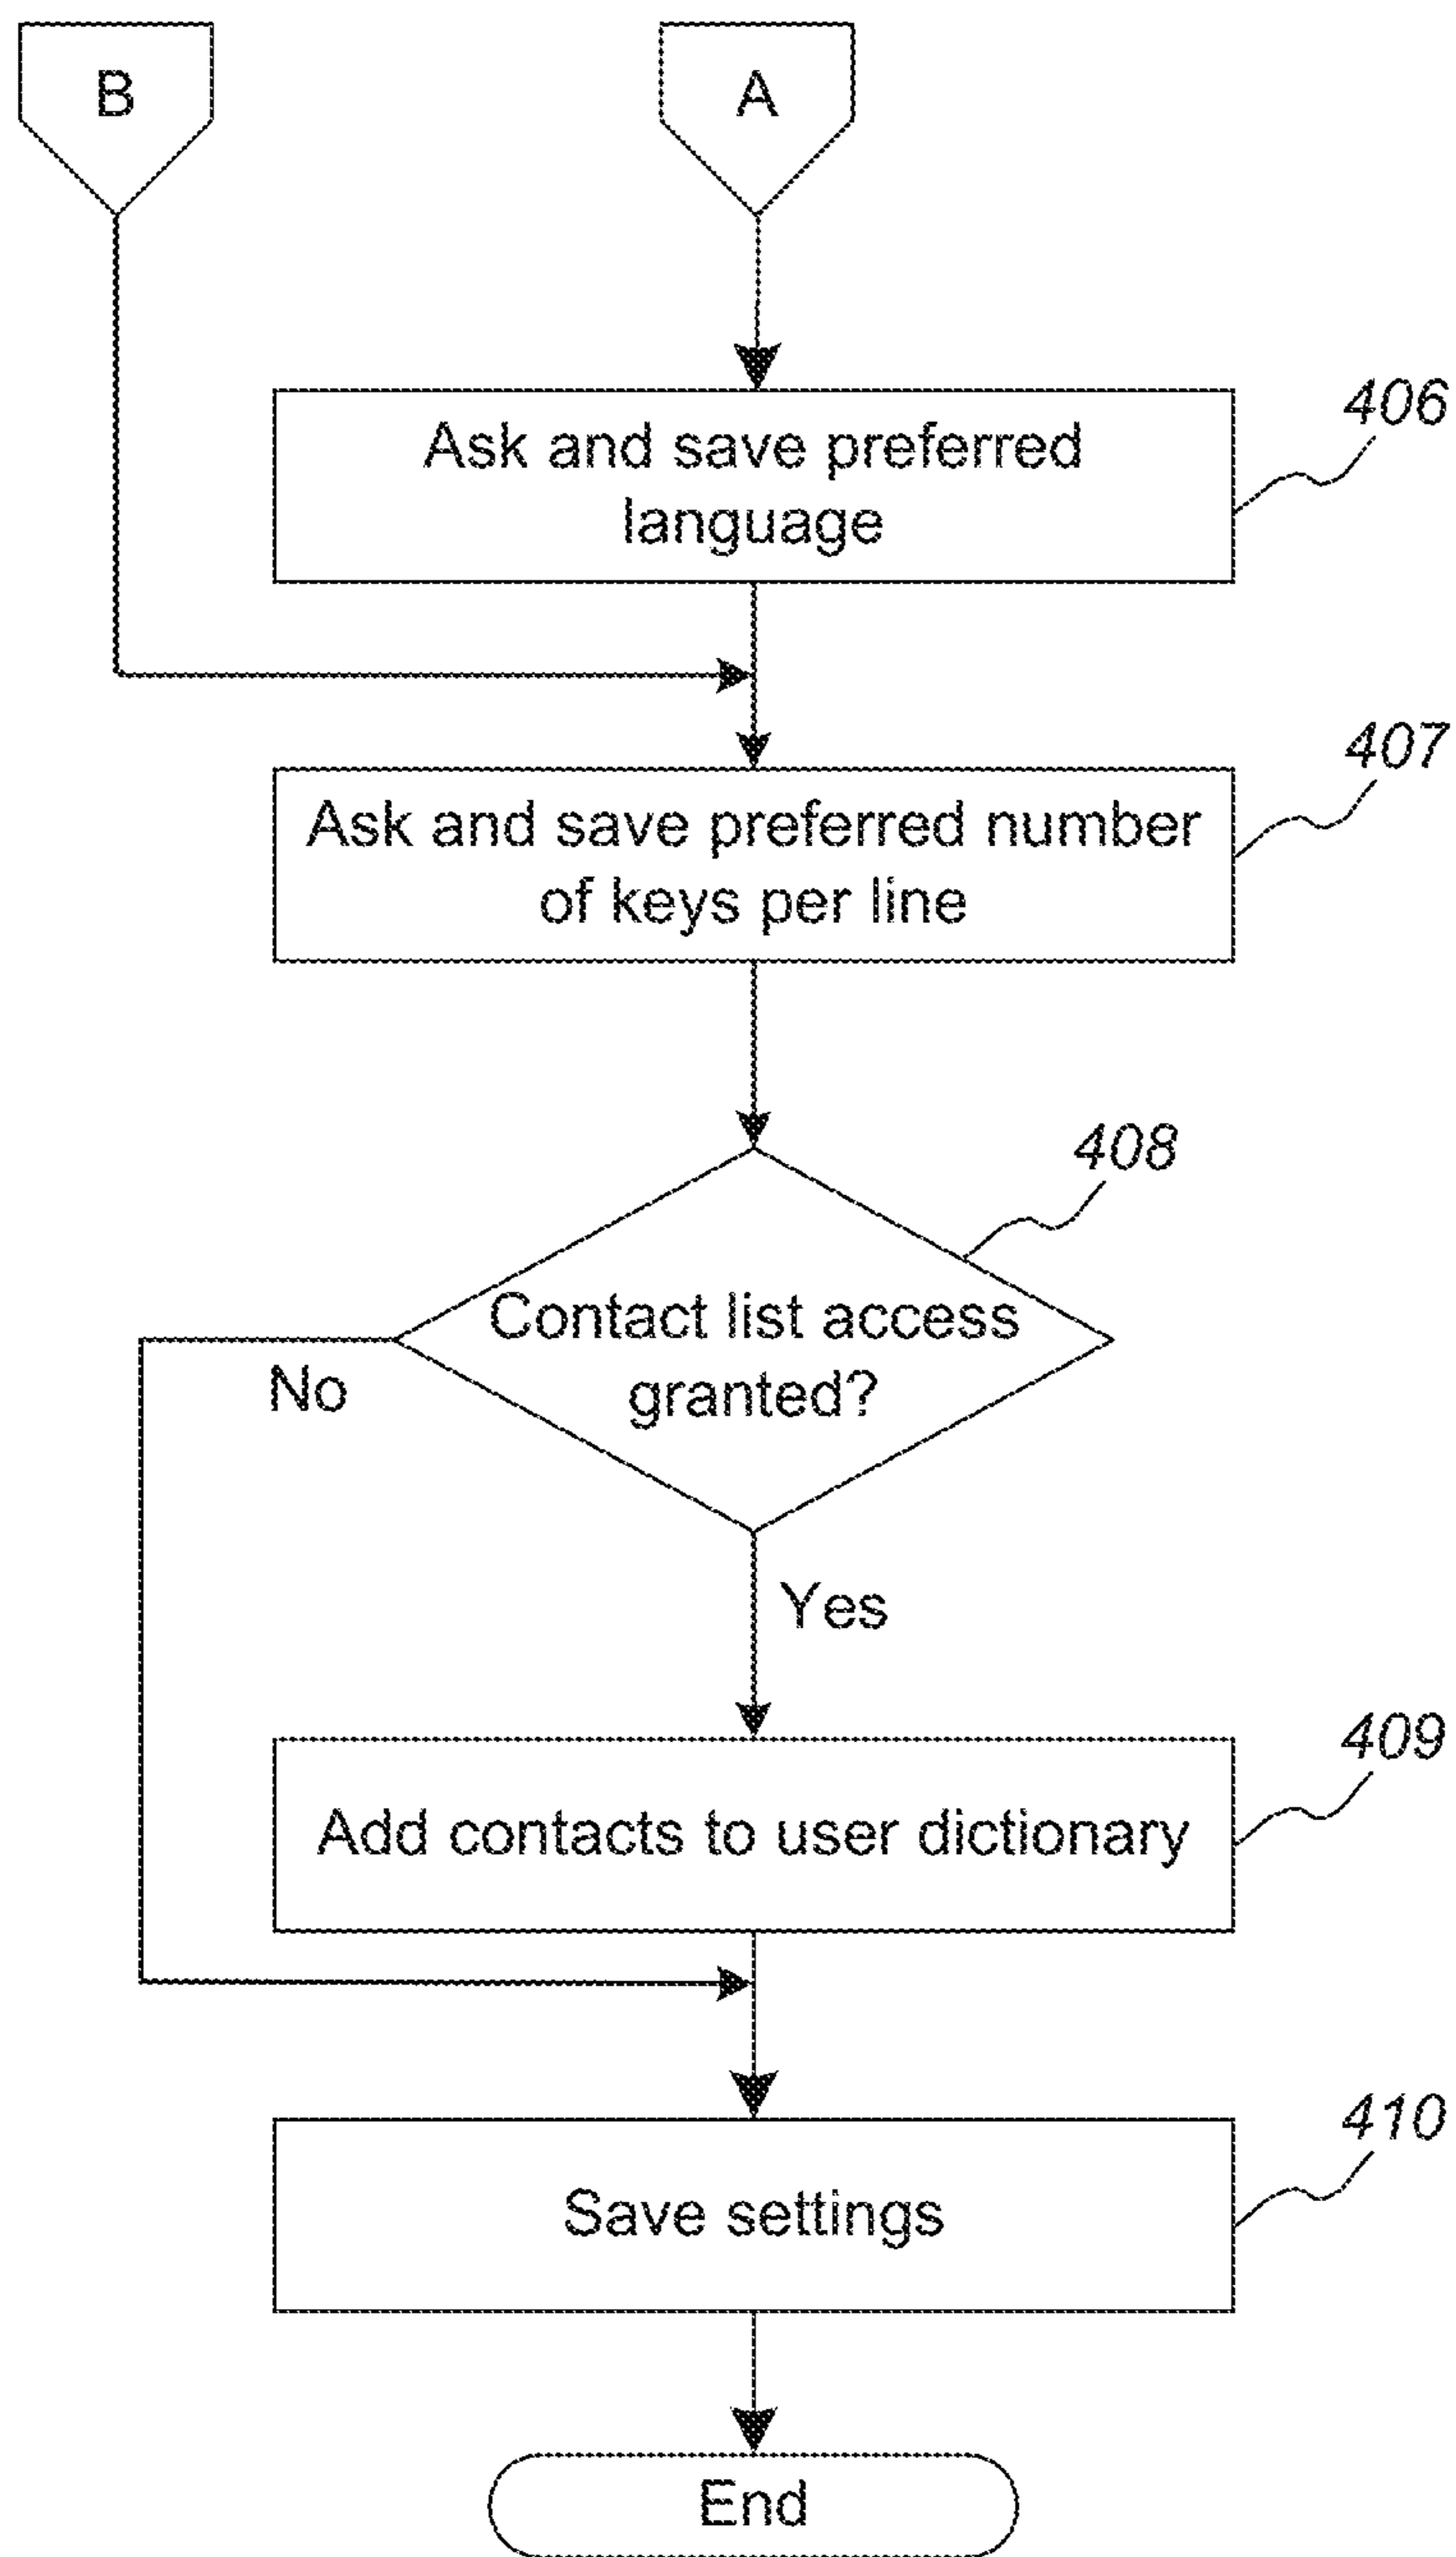 B
A
406
Ask and save preferred
language
407
Ask and save preferred number
of keys per line
408
Contact list access
granted?
No
Yes
409
Add contacts to user dictionary
410
Save settings
End